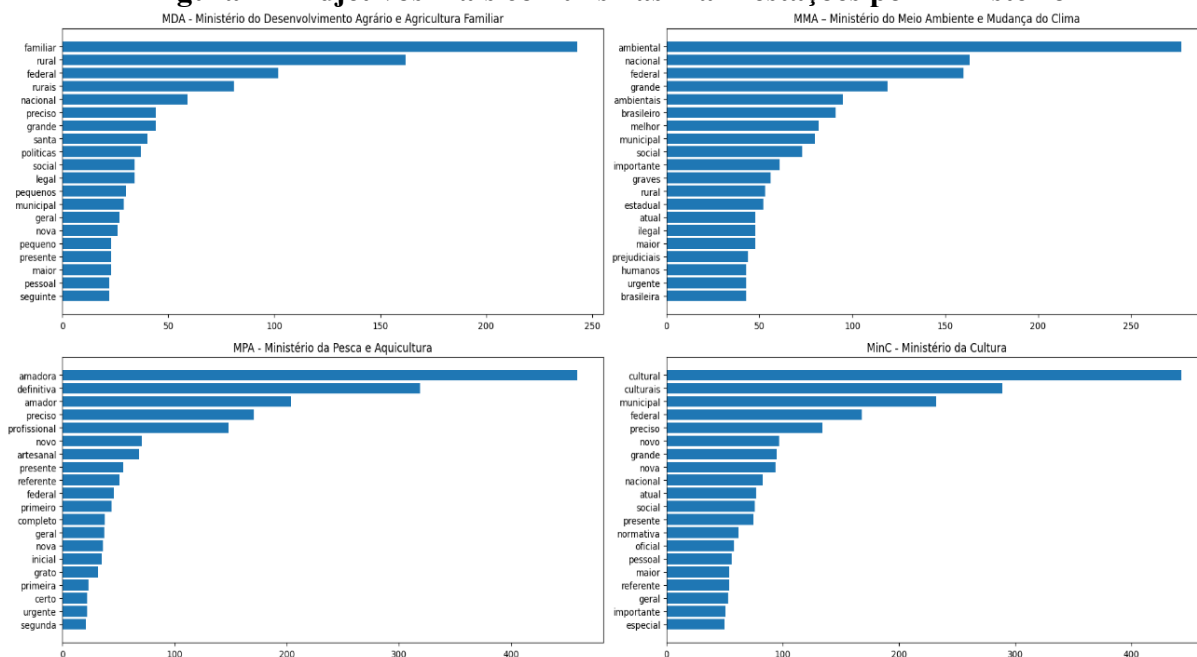 MDA - Ministério do Desenvolvimento Agrário e Agricultura Familiar
familiar
rural
federal
rurais
nacional
preciso
grande
santa
políticas
social
legal
pequenos
municipal
geral
nova
pequeno
presente
maior
pessoal
seguinte
0 50 100 150 200 250
MMA – Ministério do Meio Ambiente e Mudança do Clima
ambiental
nacional
federal
grande
ambientais
brasileiro
melhor
municipal
social
importante
graves
rural
estadual
atual
ilegal
maior
prejudiciais
humanos
urgente
brasileira
0 50 100 150 200 250
MPA - Ministério da Pesca e Aquicultura
amadora
definitiva
amador
preciso
profissional
novo
artesanal
presente
referente
federal
primeiro
completo
geral
nova
inicial
grato
primeira
certo
urgente
segunda
0 100 200 300 400
MinC - Ministério da Cultura
cultural
culturais
municipal
federal
preciso
novo
grande
nova
nacional
atual
social
presente
normativa
oficial
pessoal
maior
referente
geral
importante
especial
0 100 200 300 400